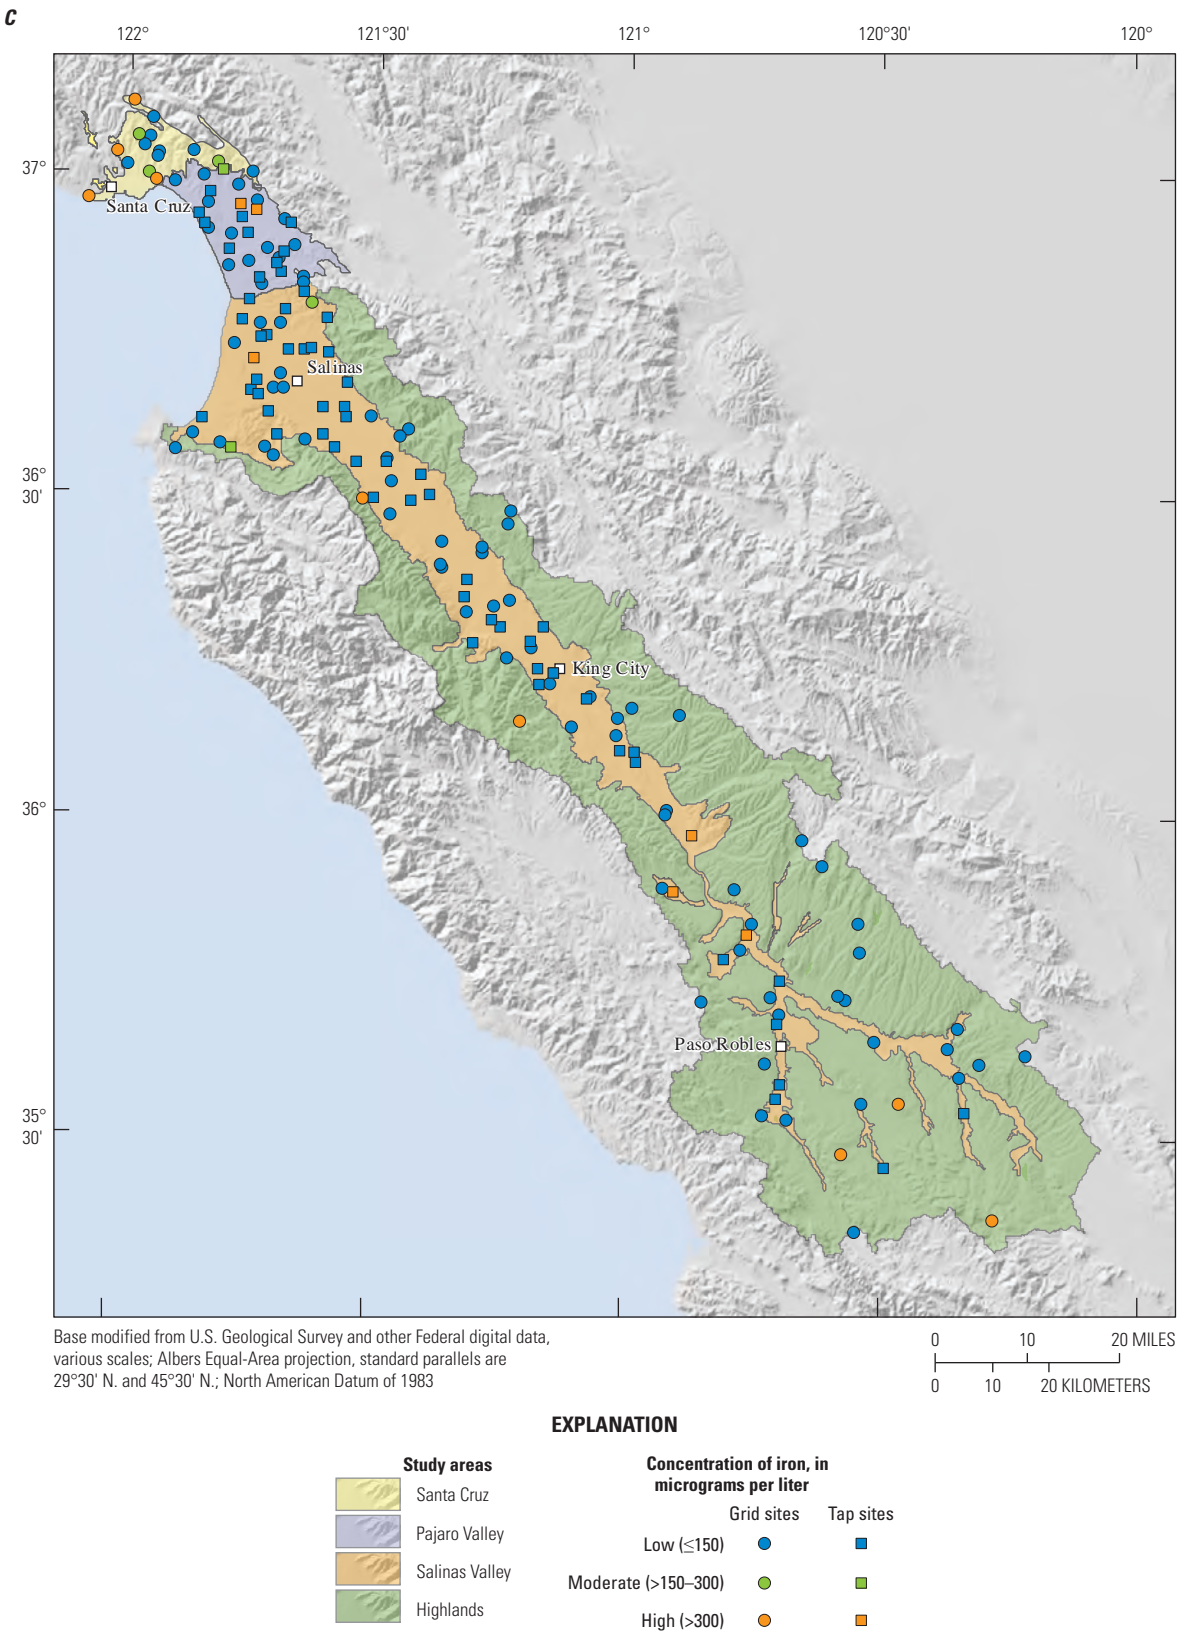 C
122°
121°30'
121°
120°30'
120°
37°
Santa Cruz
Salinas
36°
30'
King City
36°
Paso Robles
35°
30'
Base modified from U.S. Geological Survey and other Federal digital data,
various scales; Albers Equal-Area projection, standard parallels are
29°30' N. and 45°30' N.; North American Datum of 1983
0 10 20 MILES
0 10 20 KILOMETERS
EXPLANATION
Study areas
Santa Cruz
Pajaro Valley
Salinas Valley
Highlands
Concentration of iron, in
micrograms per liter
Grid sites Tap sites
Low (≤150)
Moderate (>150–300)
High (>300)